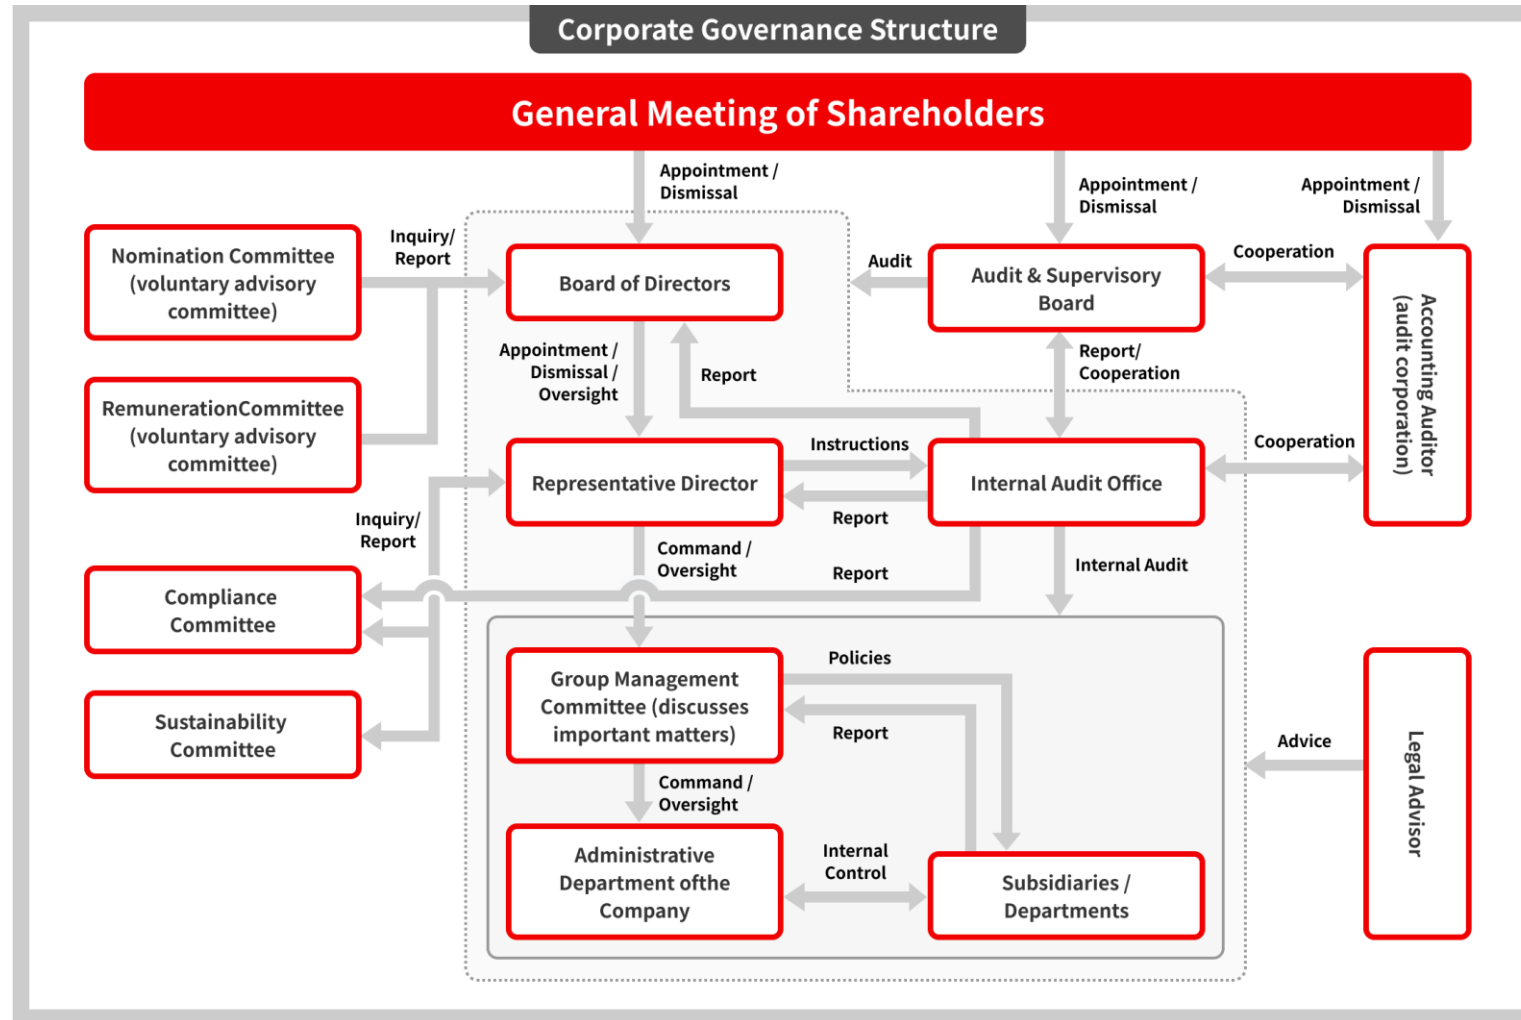 Corporate Governance Structure
General Meeting of Shareholders
Appointment /
Dismissal
Appointment /
Dismissal
Appointment /
Dismissal
Nomination Committee
(voluntary advisory
committee)
Inquiry/
Report
Board of Directors
Audit
Audit & Supervisory
Board
Cooperation
Accounting Auditor
(audit corporation)
RemunerationCommittee
(voluntary advisory
committee)
Appointment /
Dismissal /
Oversight
Report
Report/
Cooperation
Representative Director
Instructions
Report
Internal Audit Office
Cooperation
Inquiry/
Report
Command /
Oversight
Report
Internal Audit
Compliance
Committee
Sustainability
Committee
Group Management
Committee (discusses
important matters)
Policies
Report
Command /
Oversight
Advice
Legal Advisor
Administrative
Department ofthe
Company
Internal
Control
Subsidiaries /
Departments